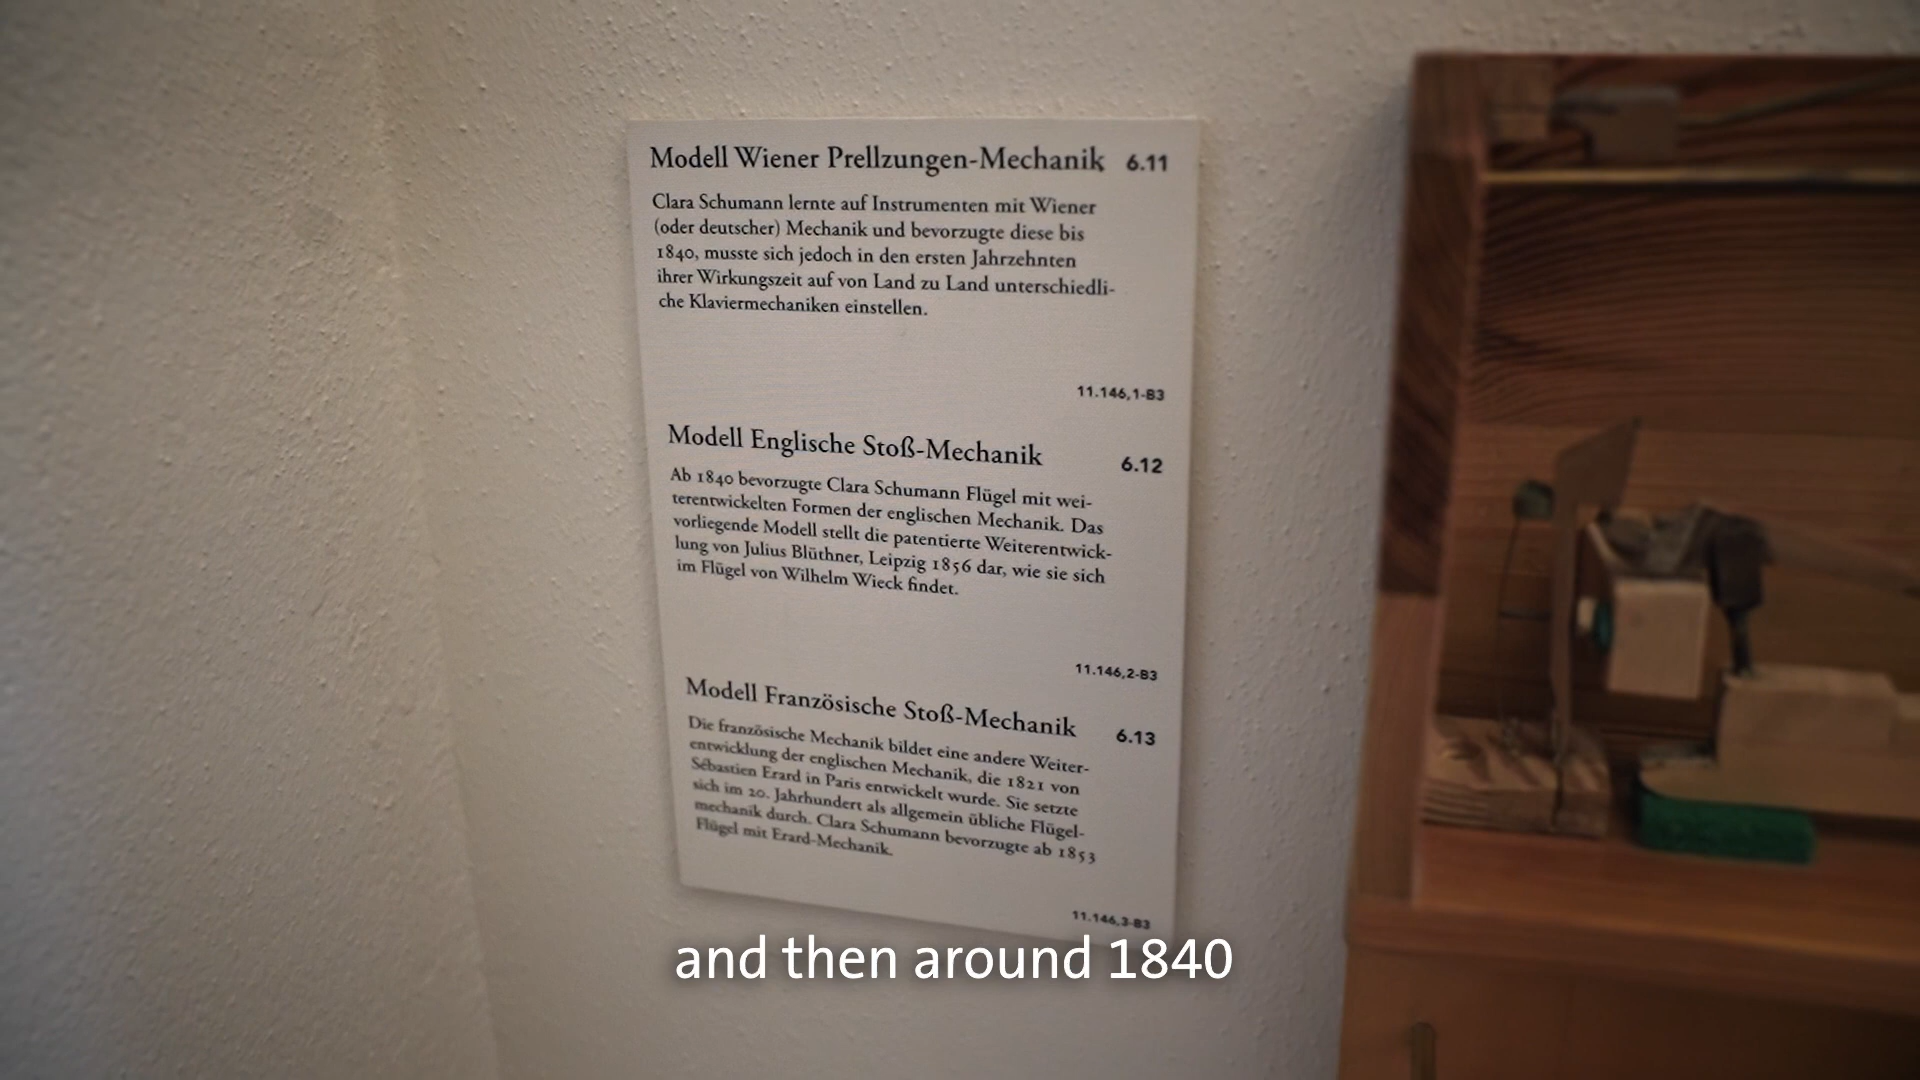 Modell Wiener Prellzungen-Mechanik 6.11
Clara Schumann lernte auf Instrumenten mit Wiener
(oder deutscher) Mechanik und bevorzugte diese bis
1840, musste sich jedoch in den ersten Jahrzehnten
ihrer Wirkungszeit auf von Land zu Land unterschiedli-
che Klaviermechaniken einstellen.
11.146,1-B3
Modell Englische Stoß-Mechanik 6.12
Ab 1840 bevorzugte Clara Schumann Flügel mit wei-
terentwickelten Formen der englischen Mechanik. Das
vorliegende Modell stellt die patentierte Weiterentwick-
lung von Julius Blüthner, Leipzig 1856 dar, wie sie sich
im Flügel von Wilhelm Wieck findet.
11.146,2-B3
Modell Französische Stoß-Mechanik 6.13
Die französische Mechanik bildet eine andere Weiter-
entwicklung der englischen Mechanik, die 1821 von
Sébastien Erard in Paris entwickelt wurde. Sie setzte
sich im 20. Jahrhundert als allgemein übliche Flügel-
mechanik durch. Clara Schumann bevorzugte ab 1853
Flügel mit Erard-Mechanik.
11.146,3-B3
and then around 1840